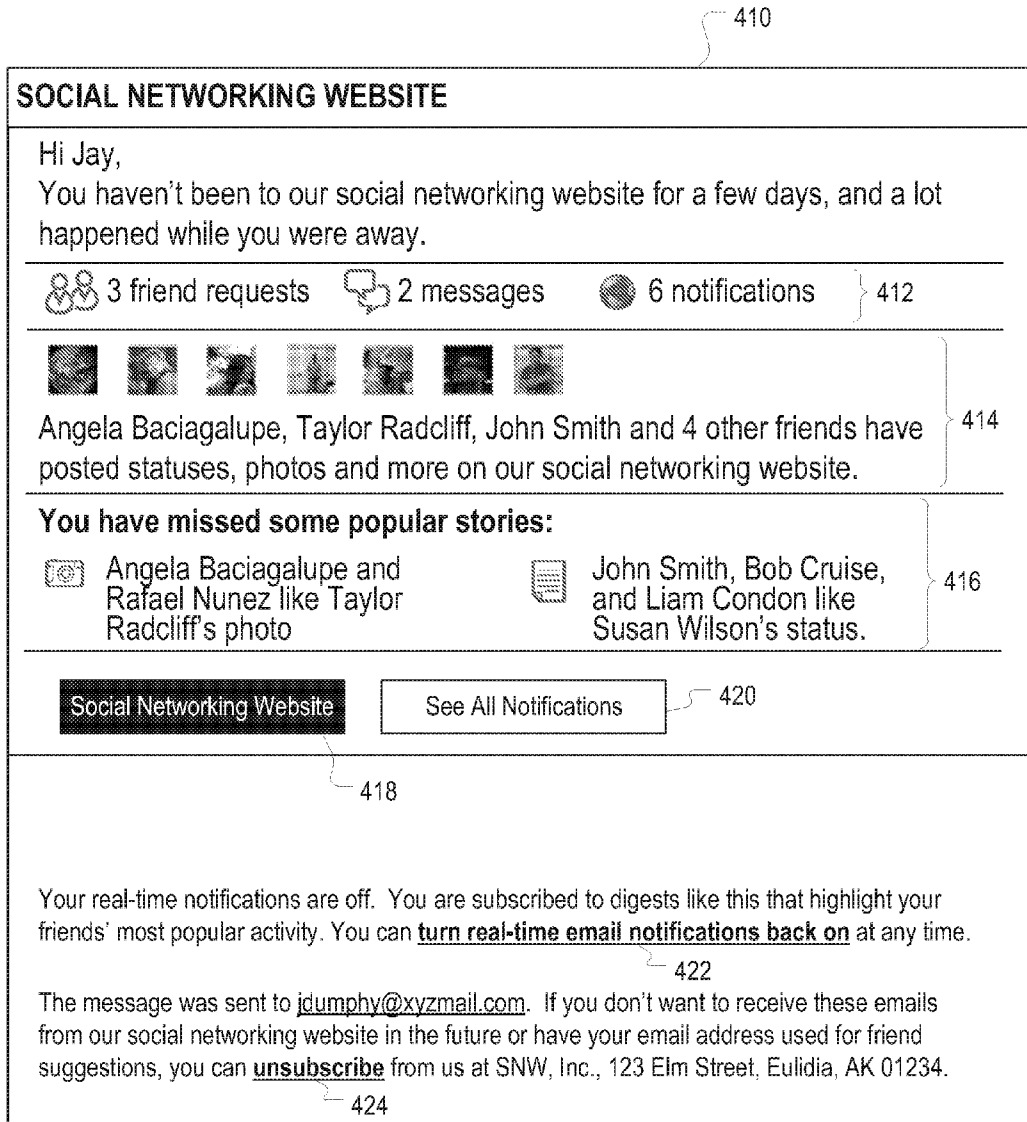 410
SOCIAL NETWORKING WEBSITE
Hi Jay,
You haven't been to our social networking website for a few days, and a lot
happened while you were away.
3 friend requests 2 messages 6 notifications 412
Angela Baciagalupe, Taylor Radcliff, John Smith and 4 other friends have 414
posted statuses, photos and more on our social networking website.
You have missed some popular stories:
Angela Baciagalupe and
Rafael Nunez like Taylor
Radcliff's photo
John Smith, Bob Cruise,
and Liam Condon like
Susan Wilson's status.
416
Social Networking Website See All Notifications 420
418
Your real-time notifications are off. You are subscribed to digests like this that highlight your
friends' most popular activity. You can turn real-time email notifications back on at any time.
422
The message was sent to jdumphy@xyzmail.com. If you don't want to receive these emails
from our social networking website in the future or have your email address used for friend
suggestions, you can unsubscribe from us at SNW, Inc., 123 Elm Street, Eulidia, AK 01234.
424